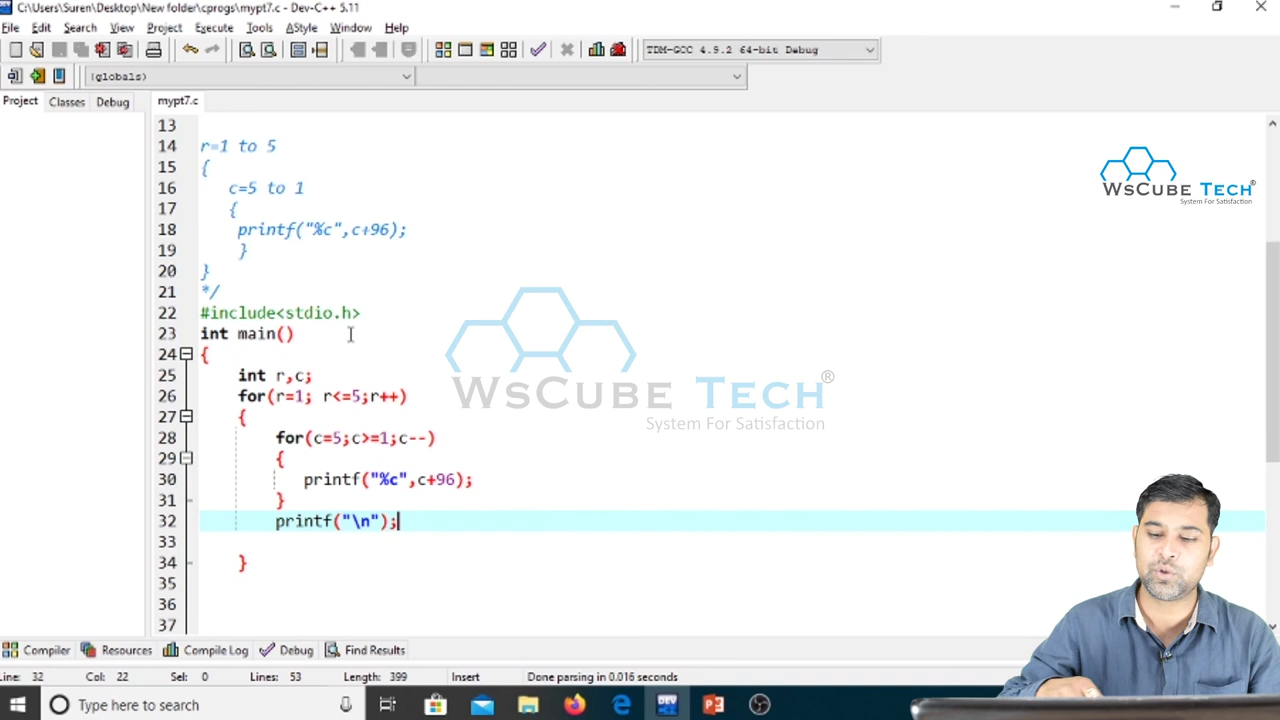 C:\Users\Suren\Desktop\New folder\cprogs\mypt7.c - Dev-C++ 5.11
File Edit Search View Project Execute Tools AStyle Window Help
TDM-GCC 4.9.2 64-bit Debug
(globals)
Project Classes Debug mypt7.c
13
14 r=1 to 5
15 {
16 c=5 to 1
17 {
18 printf("%c",c+96);
19 }
20 }
21 */
22 #include<stdio.h>
23 int main()
24 {
25 int r,c;
26 for(r=1; r<=5;r++)
27 {
28 for(c=5;c>=1;c--)
29 {
30 printf("%c",c+96);
31 }
32 printf("\n");
33
34 }
35
36
37
WsCube Tech®
System For Satisfaction
WsCube Tech®
System For Satisfaction
Compiler Resources Compile Log Debug Find Results
Line: 32 Col: 22 Sel: 0 Lines: 53 Length: 399 Insert Done parsing in 0.016 seconds
Type here to search
DEV